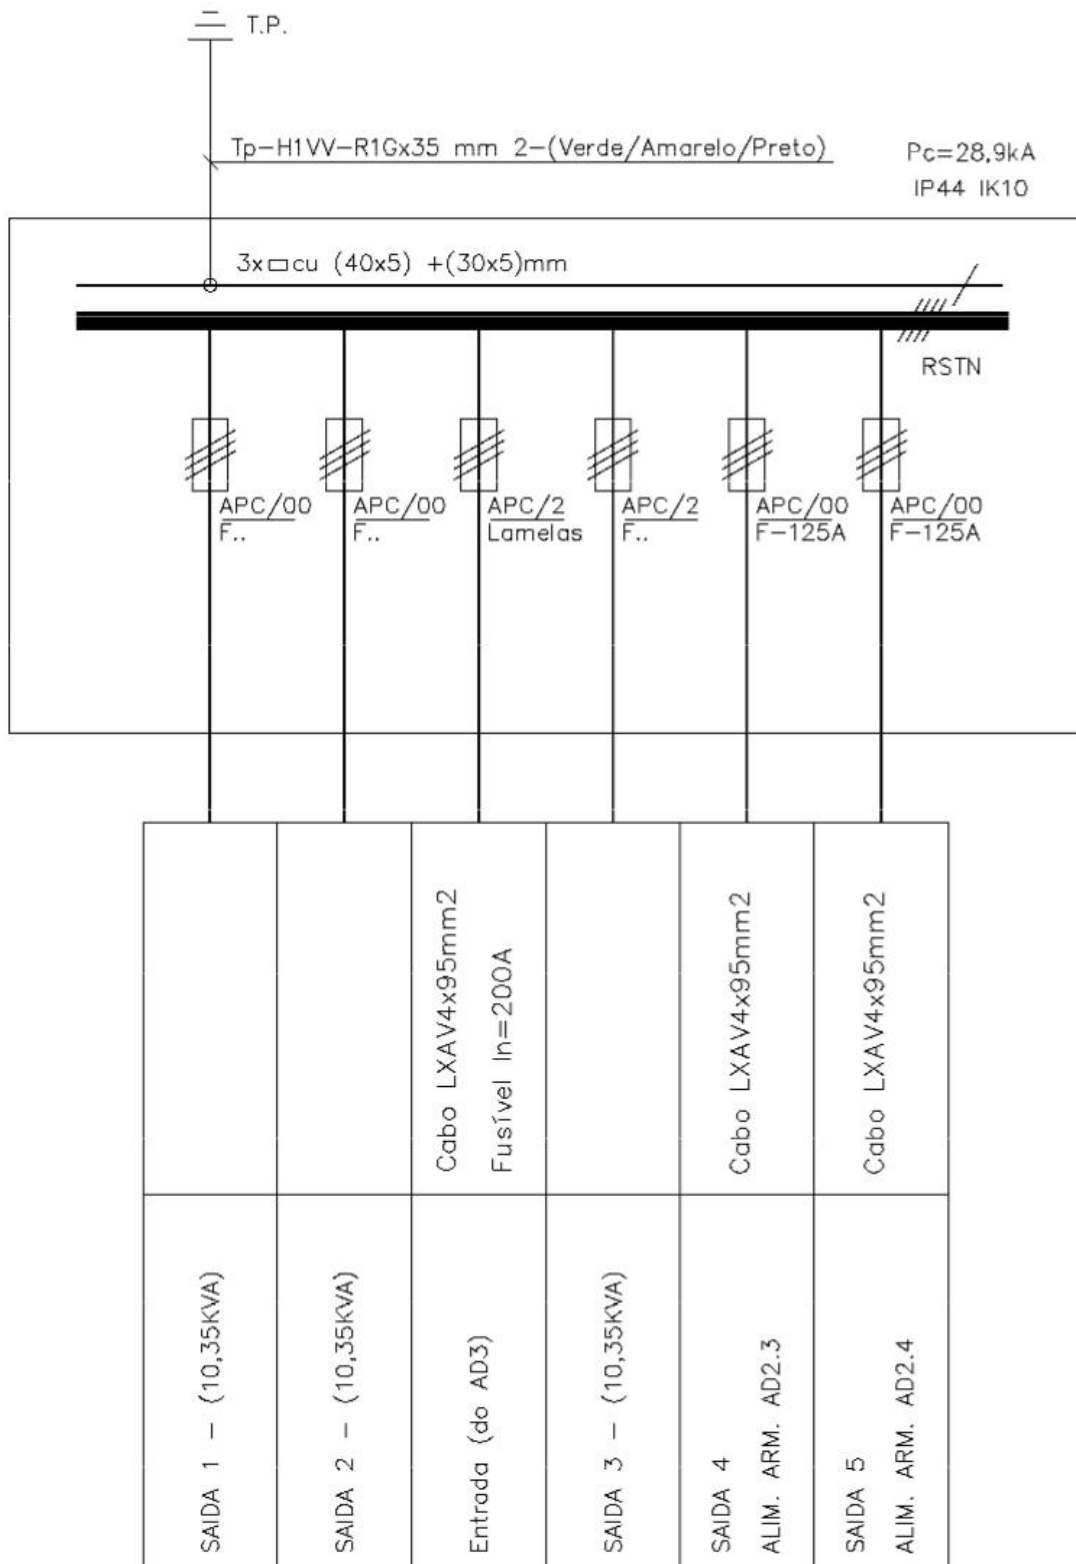 T.P.
Tp-H1VV-R1Gx35 mm 2-(Verde/Amarelo/Preto)
Pc=28,9kA
IP44 IK10
3x▭cu (40x5) +(30x5)mm
RSTN
APC/00
F..
APC/00
F..
APC/2
Lamelas
APC/2
F..
APC/00
F-125A
APC/00
F-125A
Cabo LXAV4x95mm2
Fusível In=200A
Cabo LXAV4x95mm2
Cabo LXAV4x95mm2
SAIDA 1 - (10,35KVA)
SAIDA 2 - (10,35KVA)
Entrada (do AD3)
SAIDA 3 - (10,35KVA)
SAIDA 4
ALIM. ARM. AD2.3
SAIDA 5
ALIM. ARM. AD2.4